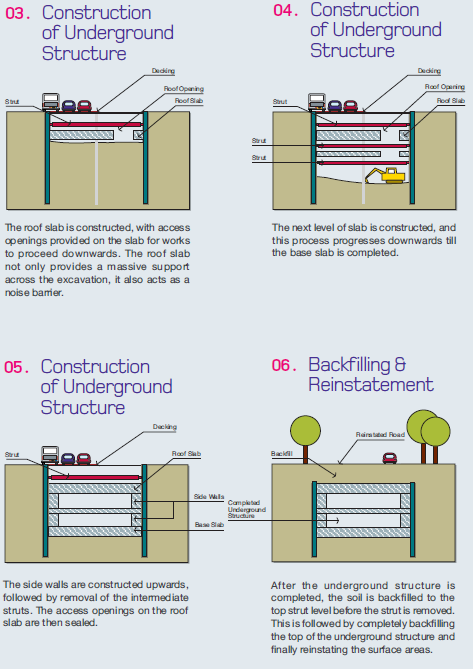 03. Construction
of Underground
Structure
Decking
Roof Opening
Strut
Roof Slab
The roof slab is constructed, with access
openings provided on the slab for works
to proceed downwards. The roof slab
not only provides a massive support
across the excavation, it also acts as a
noise barrier.
04. Construction
of Underground
Structure
Decking
Roof Opening
Strut
Roof Slab
Strut
Strut
The next level of slab is constructed, and
this process progresses downwards till
the base slab is completed.
05. Construction
of Underground
Structure
Decking
Strut
Roof Slab
Side Walls
Base Slab
The side walls are constructed upwards,
followed by removal of the intermediate
struts. The access openings on the roof
slab are then sealed.
06. Backfilling &
Reinstatement
Reinstated Road
Backfill
Completed
Underground
Structure
After the underground structure is
completed, the soil is backfilled to the
top strut level before the strut is removed.
This is followed by completely backfilling
the top of the underground structure and
finally reinstating the surface areas.